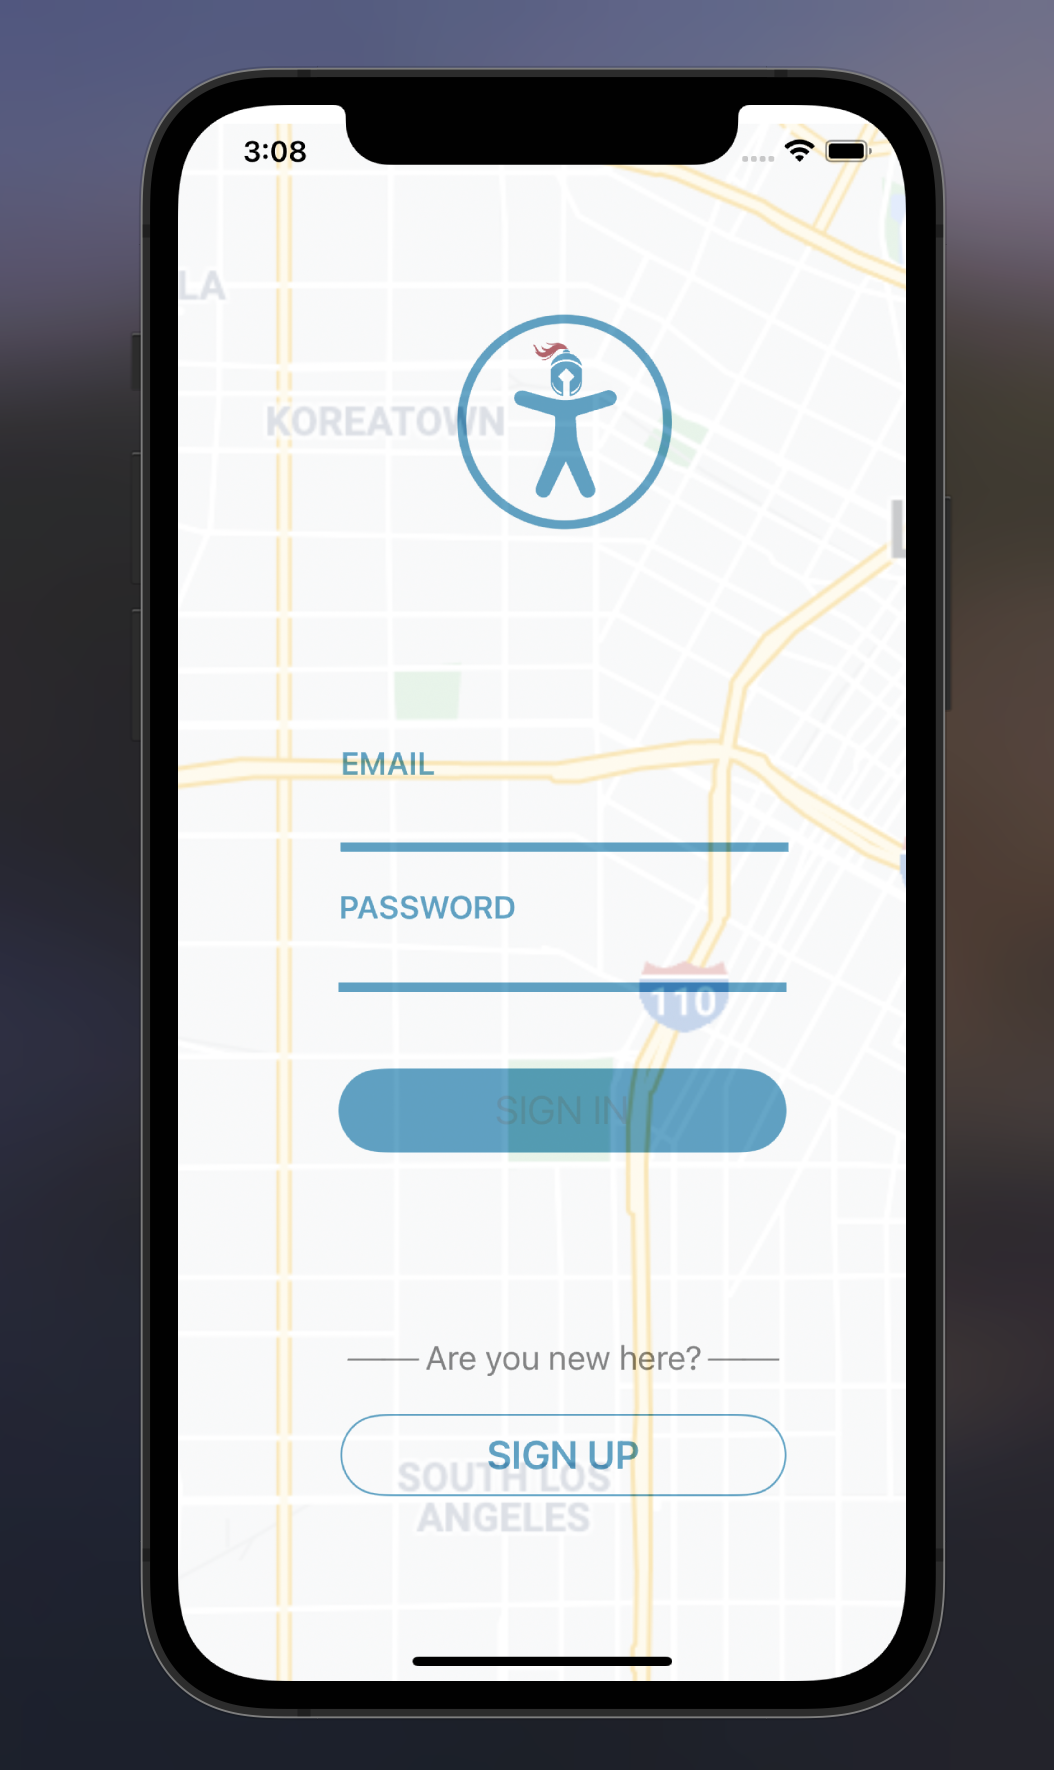 3:08
LA
KOREATOWN
L
EMAIL
PASSWORD
110
SIGN IN
Are you new here?
SIGN UP
SOUTH LOS
ANGELES